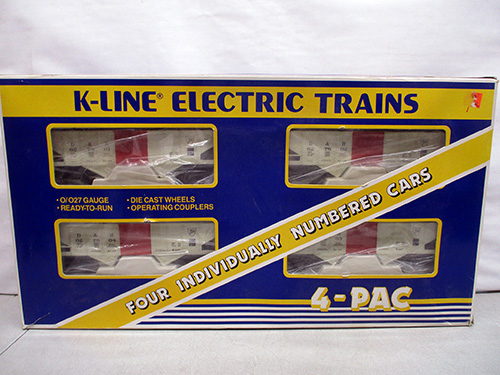 K-LINE® ELECTRIC TRAINS
• O/O27 GAUGE
• READY-TO-RUN
• DIE CAST WHEELS
• OPERATING COUPLERS
FOUR INDIVIDUALLY NUMBERED CARS
4-PAC